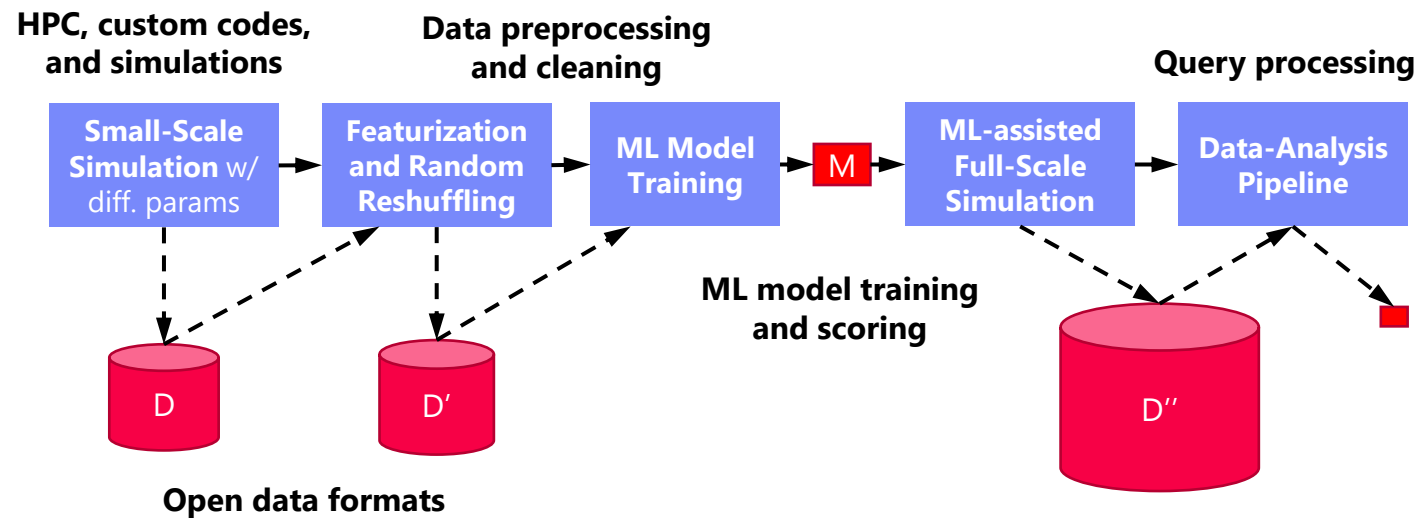 HPC, custom codes,
and simulations
Data preprocessing
and cleaning
Query processing
Small-Scale
Simulation w/
diff. params
Featurization
and Random
Reshuffling
ML Model
Training
M
ML-assisted
Full-Scale
Simulation
Data-Analysis
Pipeline
ML model training
and scoring
D
D’
D’’
Open data formats